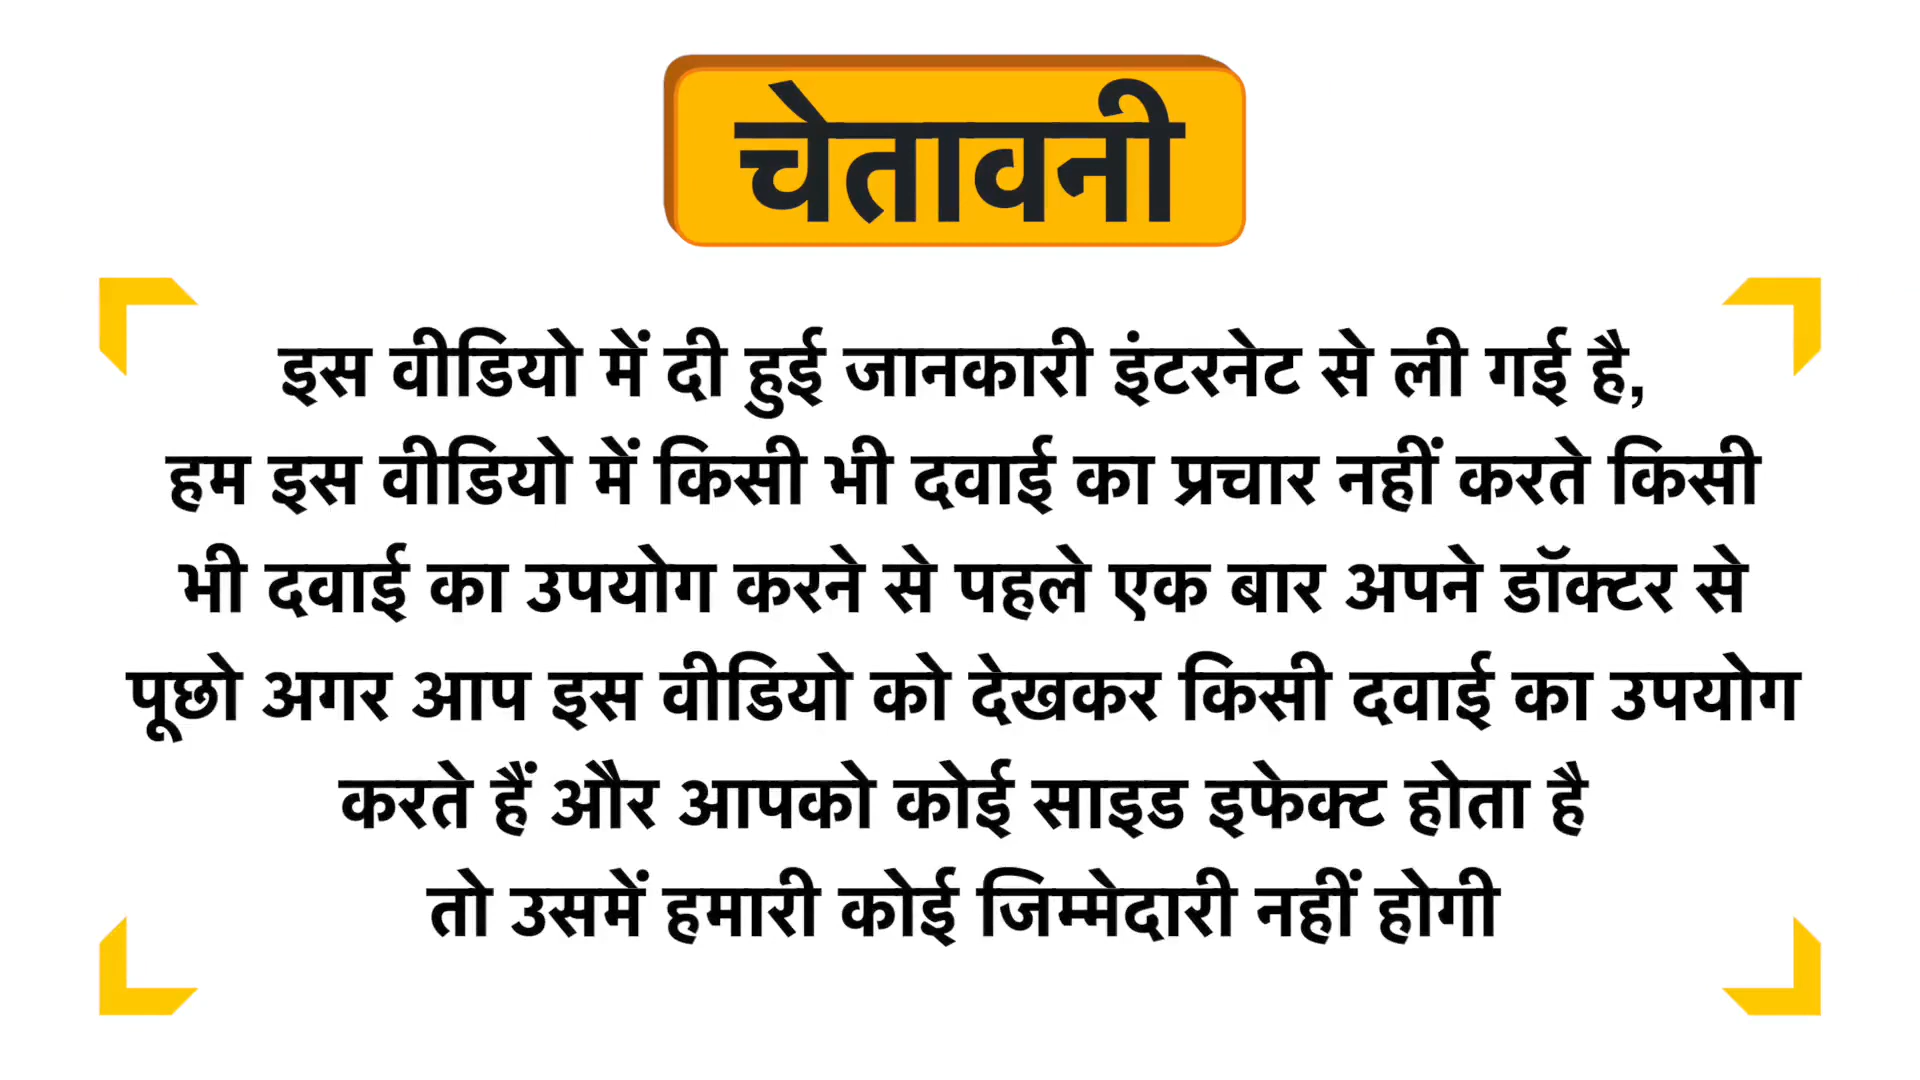 चेतावनी
इस वीडियो में दी हुई जानकारी इंटरनेट से ली गई है,
हम इस वीडियो में किसी भी दवाई का प्रचार नहीं करते किसी
भी दवाई का उपयोग करने से पहले एक बार अपने डॉक्टर से
पूछो अगर आप इस वीडियो को देखकर किसी दवाई का उपयोग
करते हैं और आपको कोई साइड इफेक्ट होता है
तो उसमें हमारी कोई जिम्मेदारी नहीं होगी